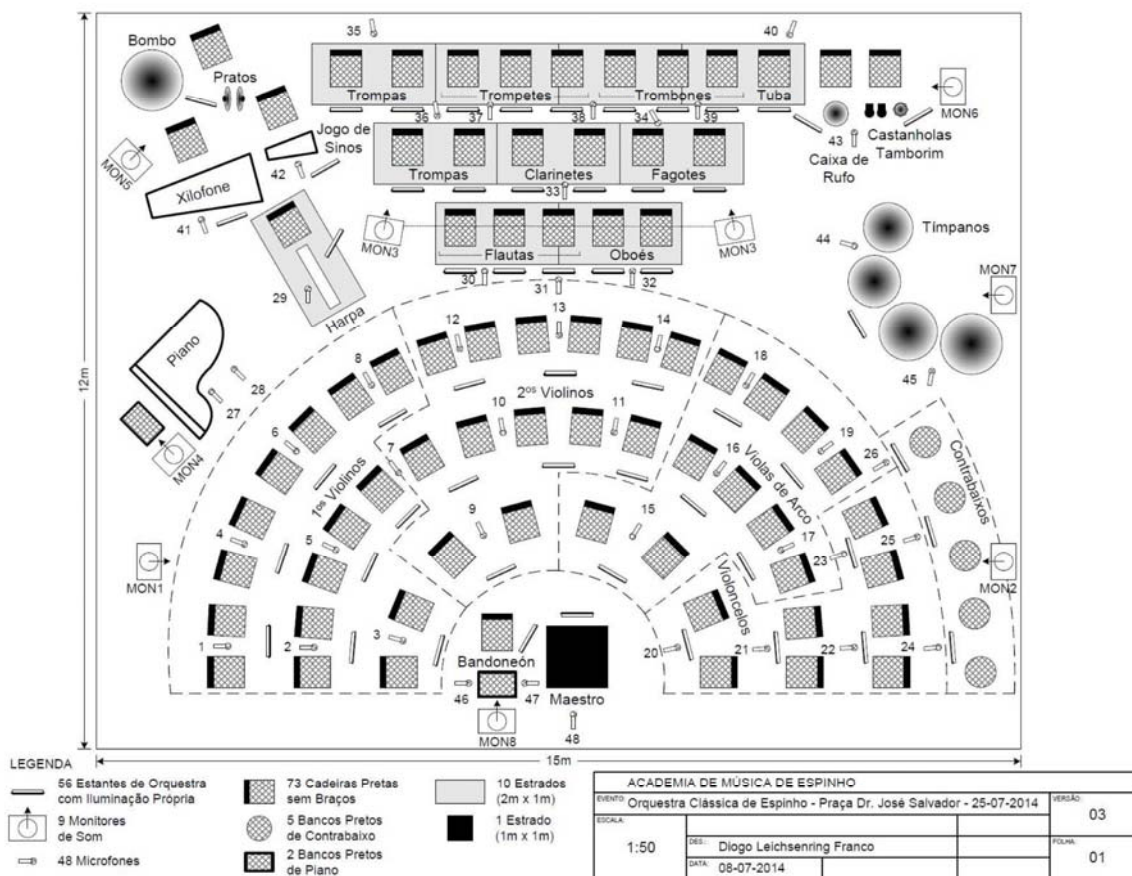 35
40
Bombo
Pratos
Trompas
Trompetes
Trombones
Tuba
MON6
36
37
38
34
39
43
Castanholas
Tamborim
Caixa de
Rufo
Jogo de
Sinos
MON5
42
Xilofone
41
Trompas
Clarinetes
Fagotes
33
MON3
MON3
44
Tímpanos
Flautas
Oboés
30
31
32
MON7
29
Harpa
12m
Piano
28
27
MON4
45
12
13
14
8
18
2ºs Violinos
10
11
6
7
16
19
26
1ºs Violinos
Violas de Arco
Contrabaixos
4
5
9
15
17
23
25
MON1
MON2
Violoncelos
1
2
3
20
21
22
24
Bandoneón
46
47
Maestro
MON8
48
15m
LEGENDA
56 Estantes de Orquestra
com Iluminação Própria
9 Monitores
de Som
48 Microfones
73 Cadeiras Pretas
sem Braços
5 Bancos Pretos
de Contrabaixo
2 Bancos Pretos
de Piano
10 Estrados
(2m x 1m)
1 Estrado
(1m x 1m)
ACADEMIA DE MÚSICA DE ESPINHO
EVENTO: Orquestra Clássica de Espinho - Praça Dr. José Salvador - 25-07-2014
VERSÃO: 03
ESCALA: 1:50
DES.: Diogo Leichsenring Franco
FOLHA: 01
DATA: 08-07-2014